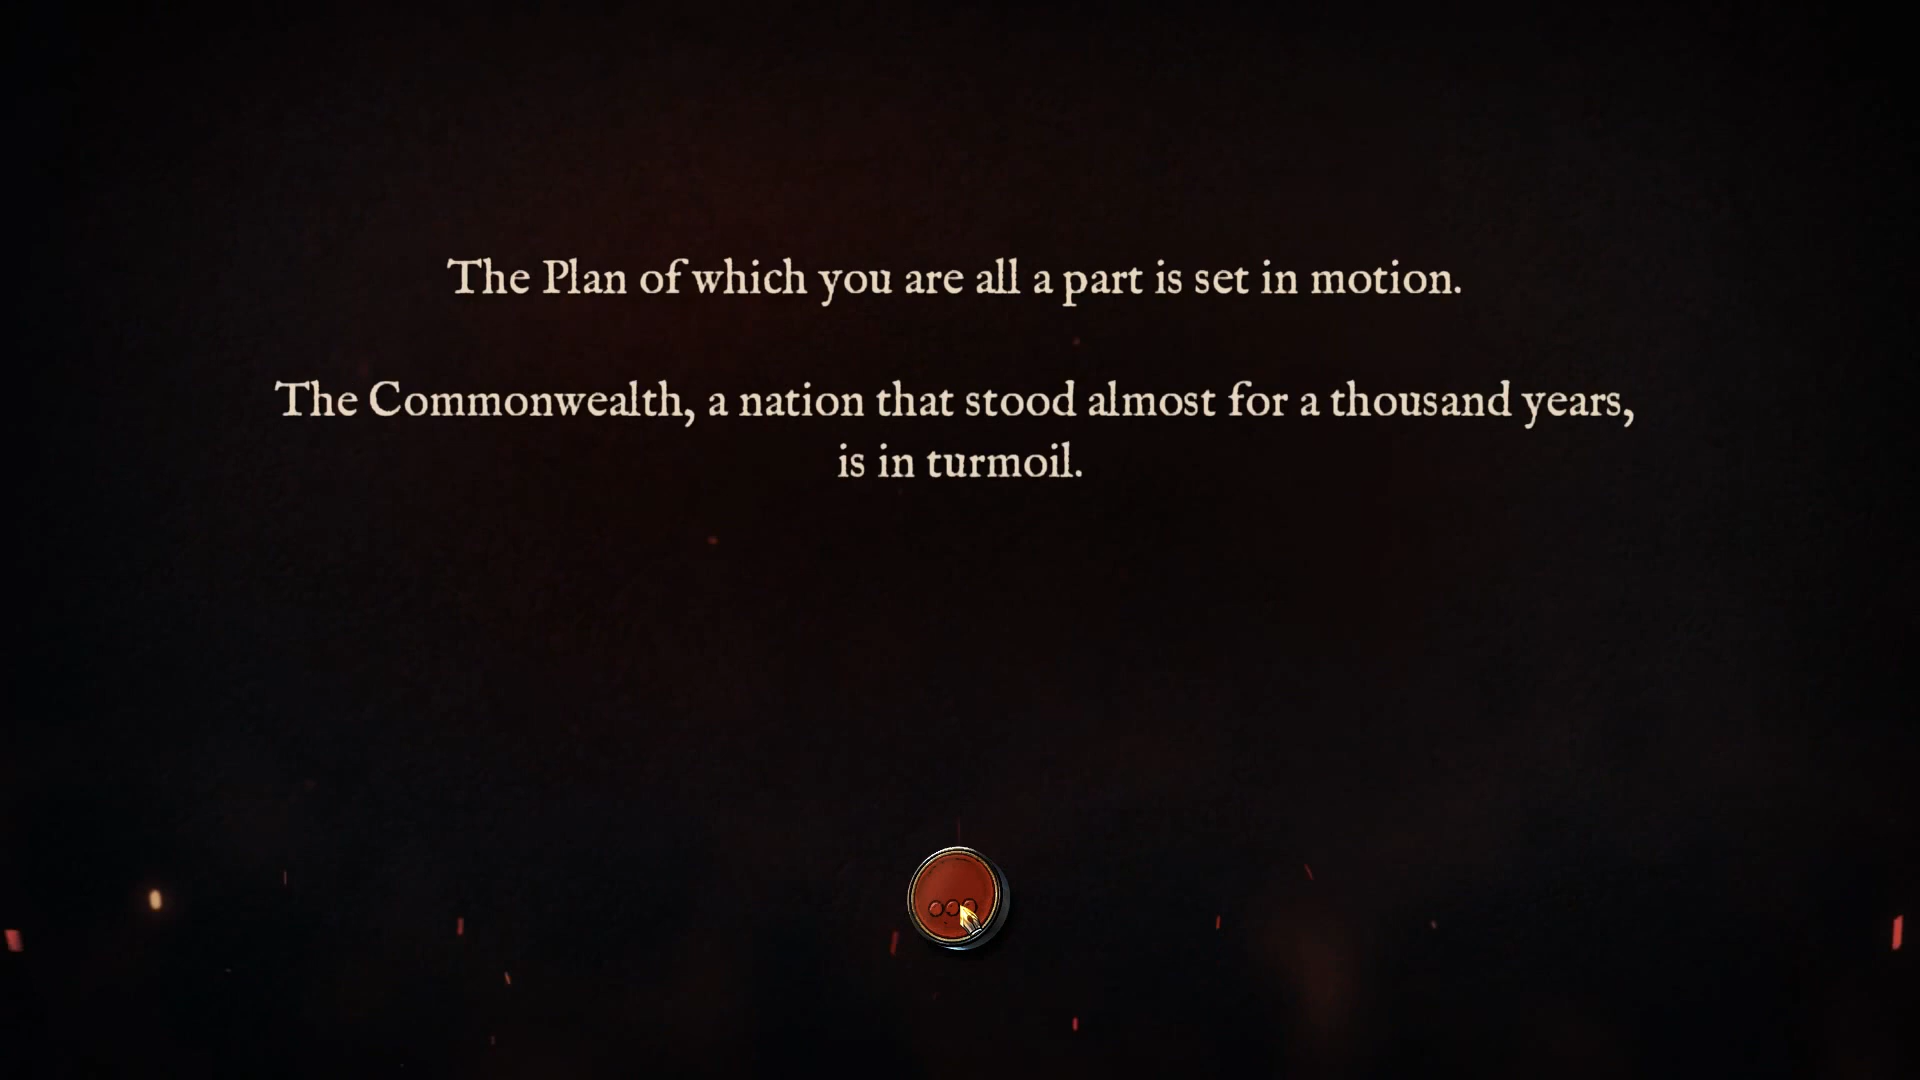 The Plan of which you are all a part is set in motion.
The Commonwealth, a nation that stood almost for a thousand years,
is in turmoil.